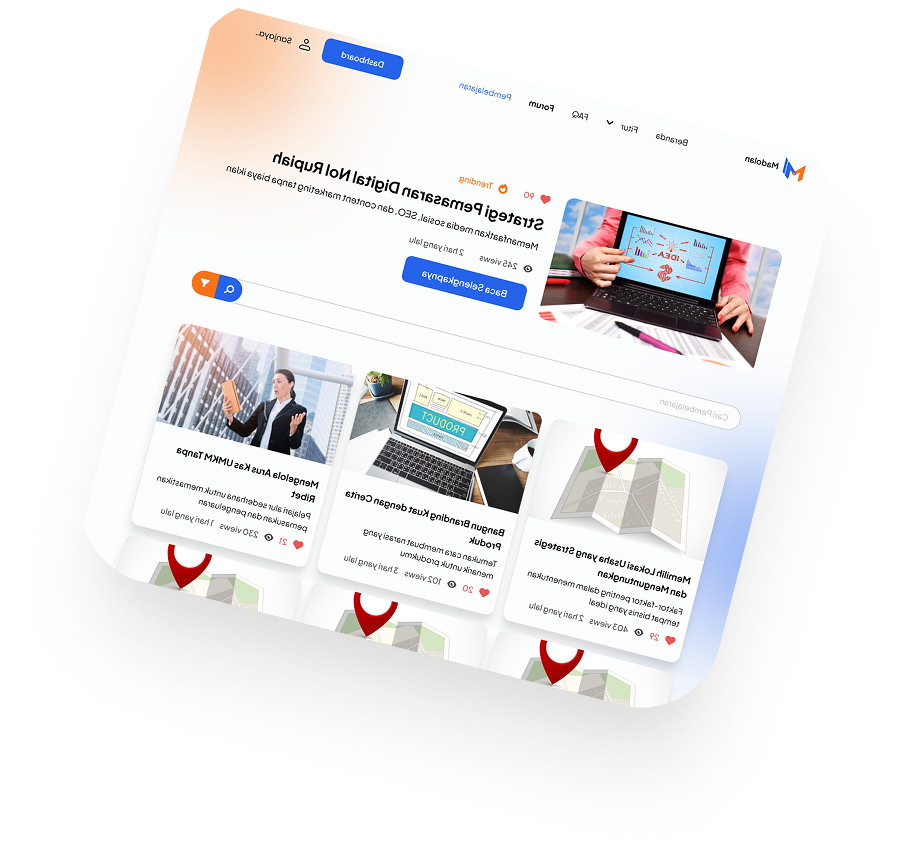 Madolan
Beranda
Fitur
FAQ
Forum
Pembelajaran
Dashboard
Sanjaya..
90 Trending
Strategi Pemasaran Digital Nol Rupiah
Memanfaatkan media sosial, SEO, dan content marketing tanpa biaya iklan
245 views 2 hari yang lalu
Baca Selengkapnya
IDEA
Cari Pembelajaran
Memilih Lokasi Usaha yang Strategis
dan Menguntungkan
Faktor-faktor penting dalam menentukan
tempat bisnis yang ideal
29 403 views 2 hari yang lalu
PRODUCT
Bangun Branding Kuat dengan Cerita
Produk
Temukan cara cara membuat narasi yang
menarik untuk produkmu
20 102 views 3 hari yang lalu
Mengelola Arus Kas UMKM Tanpa
Ribet
Pelajari alur sederhana untuk memastikan
pemasukan dan pengeluaran
21 230 views 1 hari yang lalu